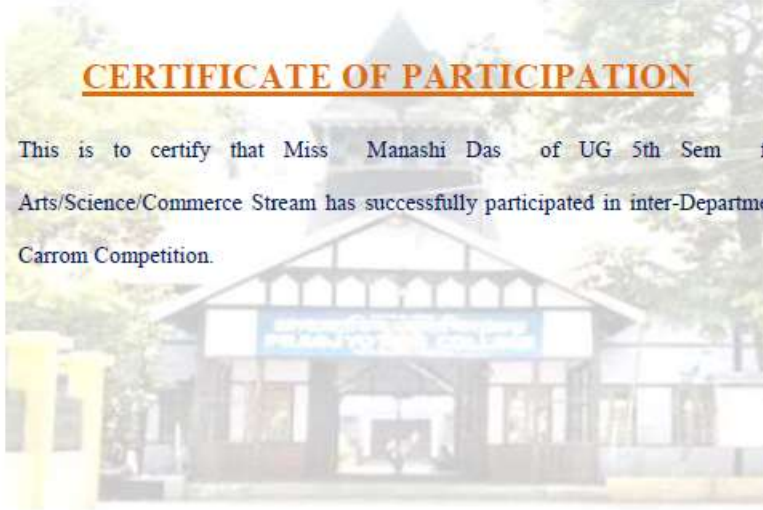 CERTIFICATE OF PARTICIPATION
This is to certify that Miss Manashi Das of UG 5th Sem
Arts/Science/Commerce Stream has successfully participated in inter-Departme
Carrom Competition.
COLLEGE